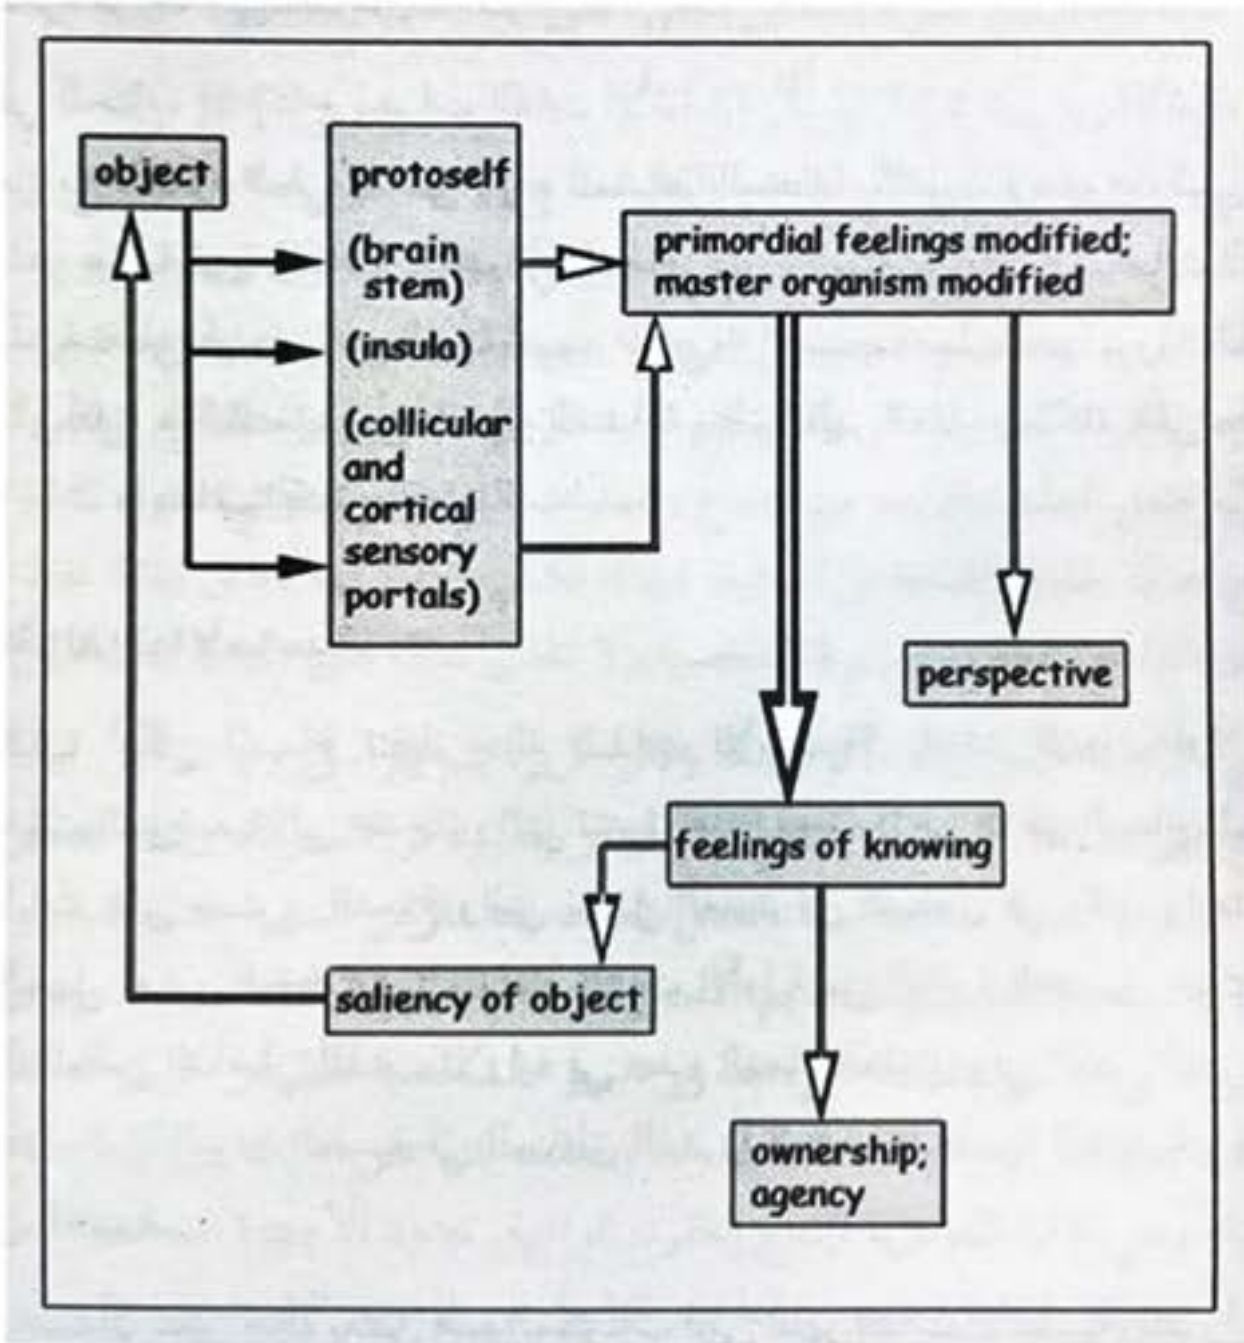 object
protoself
(brain
stem)
(insula)
(collicular
and
cortical
sensory
portals)
primordial feelings modified;
master organism modified
perspective
feelings of knowing
saliency of object
ownership;
agency